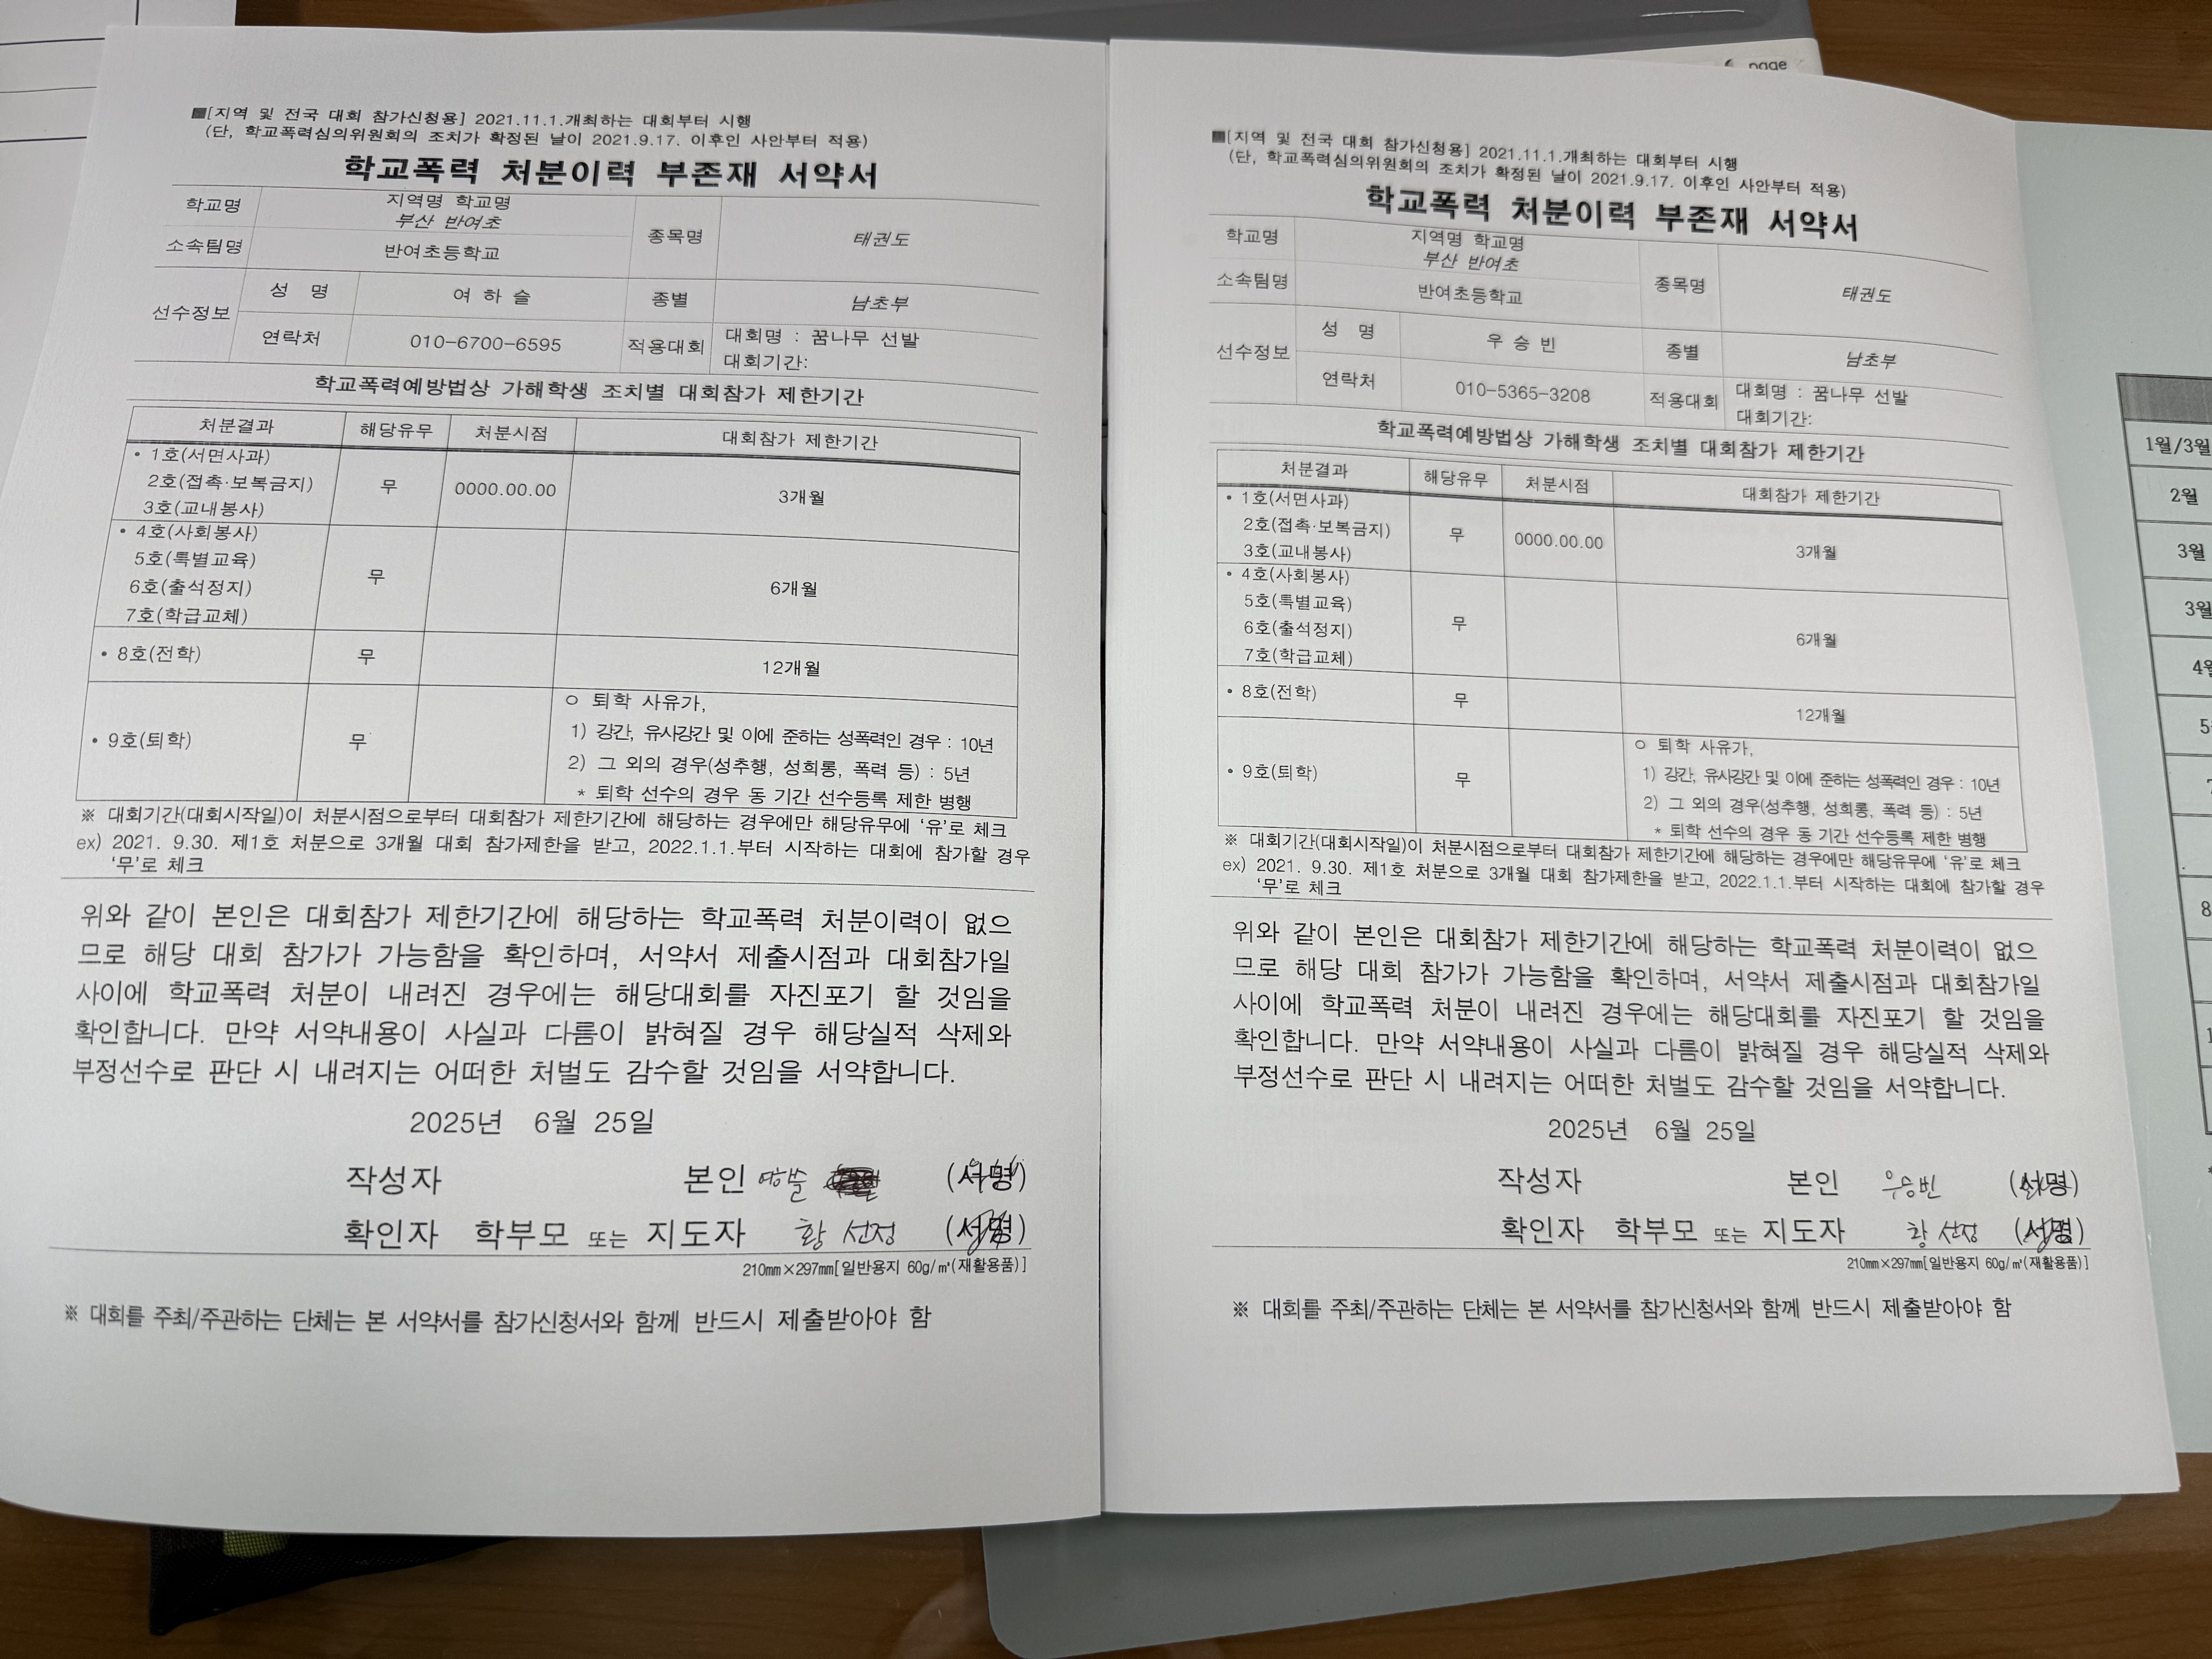 page
■[지역 및 전국 대회 참가신청용] 2021.11.1.개최하는 대회부터 시행
(단, 학교폭력심의위원회의 조치가 확정된 날이 2021.9.17. 이후인 사안부터 적용)
학교폭력 처분이력 부존재 서약서
학교명 지역명 학교명
부산 반여초
종목명 태권도
소속팀명 반여초등학교
선수정보 성 명 여 하 슬 종별 남초부
연락처 010-6700-6595 적용대회 대회명 : 꿈나무 선발
대회기간:
학교폭력예방법상 가해학생 조치별 대회참가 제한기간
처분결과 해당유무 처분시점 대회참가 제한기간
• 1호(서면사과)
2호(접촉·보복금지) 무 0000.00.00 3개월
3호(교내봉사)
• 4호(사회봉사)
5호(특별교육)
무 6개월
6호(출석정지)
7호(학급교체)
• 8호(전학) 무 12개월
ㅇ 퇴학 사유가,
1) 강간, 유사강간 및 이에 준하는 성폭력인 경우 : 10년
• 9호(퇴학) 무
2) 그 외의 경우(성추행, 성희롱, 폭력 등) : 5년
* 퇴학 선수의 경우 동 기간 선수등록 제한 병행
※ 대회기간(대회시작일)이 처분시점으로부터 대회참가 제한기간에 해당하는 경우에만 해당유무에 ‘유’로 체크
ex) 2021. 9.30. 제1호 처분으로 3개월 대회 참가제한을 받고, 2022.1.1.부터 시작하는 대회에 참가할 경우
‘무’로 체크
위와 같이 본인은 대회참가 제한기간에 해당하는 학교폭력 처분이력이 없으
므로 해당 대회 참가가 가능함을 확인하며, 서약서 제출시점과 대회참가일
사이에 학교폭력 처분이 내려진 경우에는 해당대회를 자진포기 할 것임을
확인합니다. 만약 서약내용이 사실과 다름이 밝혀질 경우 해당실적 삭제와
부정선수로 판단 시 내려지는 어떠한 처벌도 감수할 것임을 서약합니다.
2025년 6월 25일
작성자 본인 여하슬 (서명)
확인자 학부모 또는 지도자 황 선정 (서명)
210㎜×297㎜[일반용지 60g/㎡(재활용품)]
※ 대회를 주최/주관하는 단체는 본 서약서를 참가신청서와 함께 반드시 제출받아야 함
■[지역 및 전국 대회 참가신청용] 2021.11.1.개최하는 대회부터 시행
(단, 학교폭력심의위원회의 조치가 확정된 날이 2021.9.17. 이후인 사안부터 적용)
학교폭력 처분이력 부존재 서약서
학교명 지역명 학교명
부산 반여초
종목명 태권도
소속팀명 반여초등학교
선수정보 성 명 우 승 빈 종별 남초부
연락처 010-5365-3208 적용대회 대회명 : 꿈나무 선발
대회기간:
학교폭력예방법상 가해학생 조치별 대회참가 제한기간
처분결과 해당유무 처분시점 대회참가 제한기간
• 1호(서면사과)
2호(접촉·보복금지) 무 0000.00.00 3개월
3호(교내봉사)
• 4호(사회봉사)
5호(특별교육)
무 6개월
6호(출석정지)
7호(학급교체)
• 8호(전학) 무 12개월
ㅇ 퇴학 사유가,
1) 강간, 유사강간 및 이에 준하는 성폭력인 경우 : 10년
• 9호(퇴학) 무
2) 그 외의 경우(성추행, 성희롱, 폭력 등) : 5년
* 퇴학 선수의 경우 동 기간 선수등록 제한 병행
※ 대회기간(대회시작일)이 처분시점으로부터 대회참가 제한기간에 해당하는 경우에만 해당유무에 ‘유’로 체크
ex) 2021. 9.30. 제1호 처분으로 3개월 대회 참가제한을 받고, 2022.1.1.부터 시작하는 대회에 참가할 경우
‘무’로 체크
위와 같이 본인은 대회참가 제한기간에 해당하는 학교폭력 처분이력이 없으
므로 해당 대회 참가가 가능함을 확인하며, 서약서 제출시점과 대회참가일
사이에 학교폭력 처분이 내려진 경우에는 해당대회를 자진포기 할 것임을
확인합니다. 만약 서약내용이 사실과 다름이 밝혀질 경우 해당실적 삭제와
부정선수로 판단 시 내려지는 어떠한 처벌도 감수할 것임을 서약합니다.
2025년 6월 25일
작성자 본인 우승빈 (서명)
확인자 학부모 또는 지도자 황 선정 (서명)
210㎜×297㎜[일반용지 60g/㎡(재활용품)]
※ 대회를 주최/주관하는 단체는 본 서약서를 참가신청서와 함께 반드시 제출받아야 함
1월/3월
2월
3월
3월